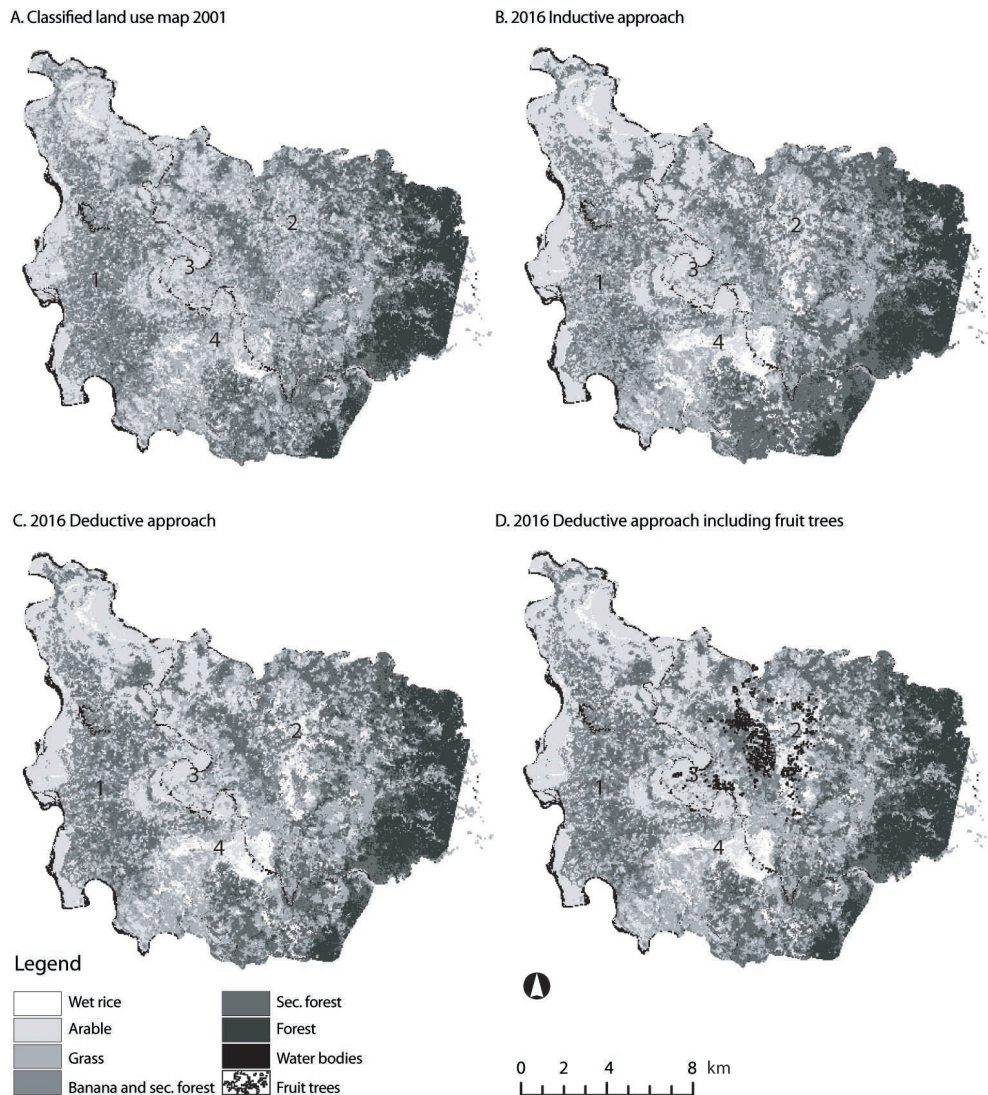 A. Classified land use map 2001
B. 2016 Inductive approach
2
3
1
4
2
3
1
4
C. 2016 Deductive approach
D. 2016 Deductive approach including fruit trees
2
3
1
4
2
3
1
4
Legend
Wet rice
Arable
Grass
Banana and sec. forest
Sec. forest
Forest
Water bodies
Fruit trees
0 2 4 6 8 km